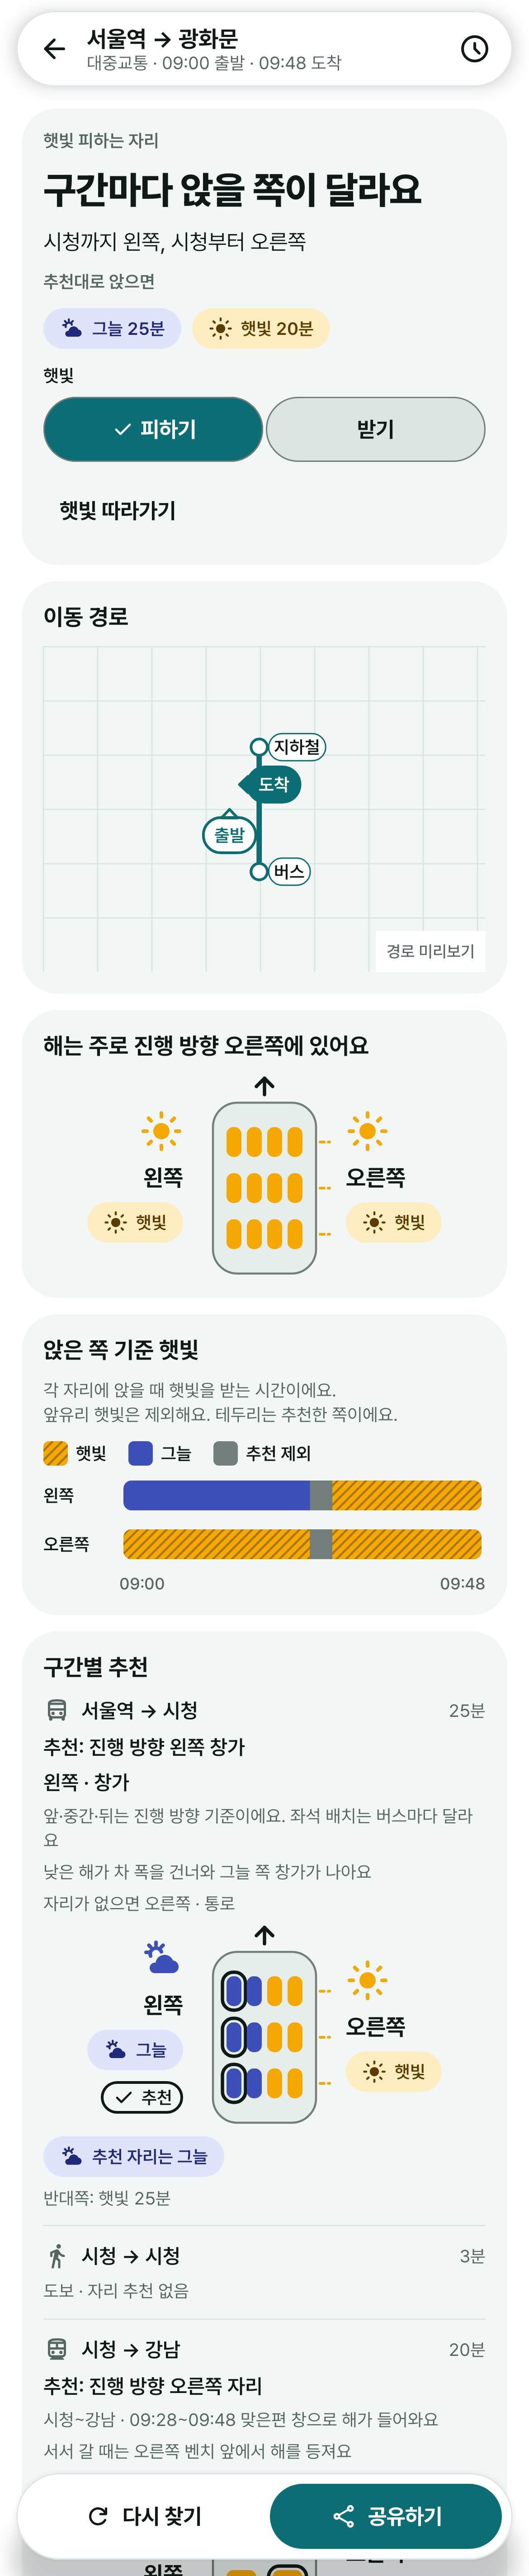 서울역 → 광화문
대중교통 · 09:00 출발 · 09:48 도착
햇빛 피하는 자리
구간마다 앉을 쪽이 달라요
시청까지 왼쪽, 시청부터 오른쪽
추천대로 앉으면
그늘 25분
햇빛 20분
햇빛
피하기
받기
햇빛 따라가기
이동 경로
지하철
도착
출발
버스
경로 미리보기
해는 주로 진행 방향 오른쪽에 있어요
왼쪽
오른쪽
햇빛
햇빛
앉은 쪽 기준 햇빛
각 자리에 앉을 때 햇빛을 받는 시간이에요.
앞유리 햇빛은 제외해요. 테두리는 추천한 쪽이에요.
햇빛
그늘
추천 제외
왼쪽
오른쪽
09:00
09:48
구간별 추천
서울역 → 시청
25분
추천: 진행 방향 왼쪽 창가
왼쪽 · 창가
앞·중간·뒤는 진행 방향 기준이에요. 좌석 배치는 버스마다 달라
요
낮은 해가 차 폭을 건너와 그늘 쪽 창가가 나아요
자리가 없으면 오른쪽 · 통로
왼쪽
오른쪽
그늘
햇빛
추천
추천 자리는 그늘
반대쪽: 햇빛 25분
시청 → 시청
3분
도보 · 자리 추천 없음
시청 → 강남
20분
추천: 진행 방향 오른쪽 자리
시청~강남 · 09:28~09:48 맞은편 창으로 해가 들어와요
서서 갈 때는 오른쪽 벤치 앞에서 해를 등져요
다시 찾기
공유하기